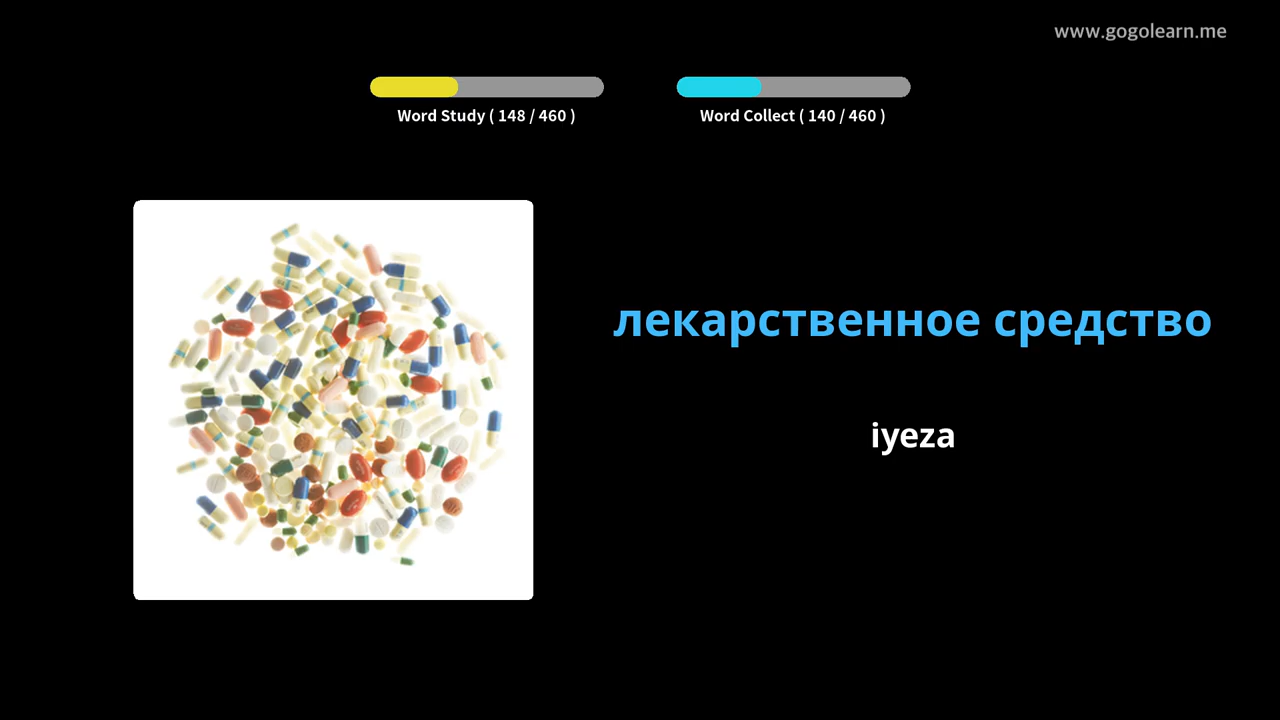 www.gogolearn.me
Word Study ( 148 / 460 )
Word Collect ( 140 / 460 )
лекарственное средство
iyeza